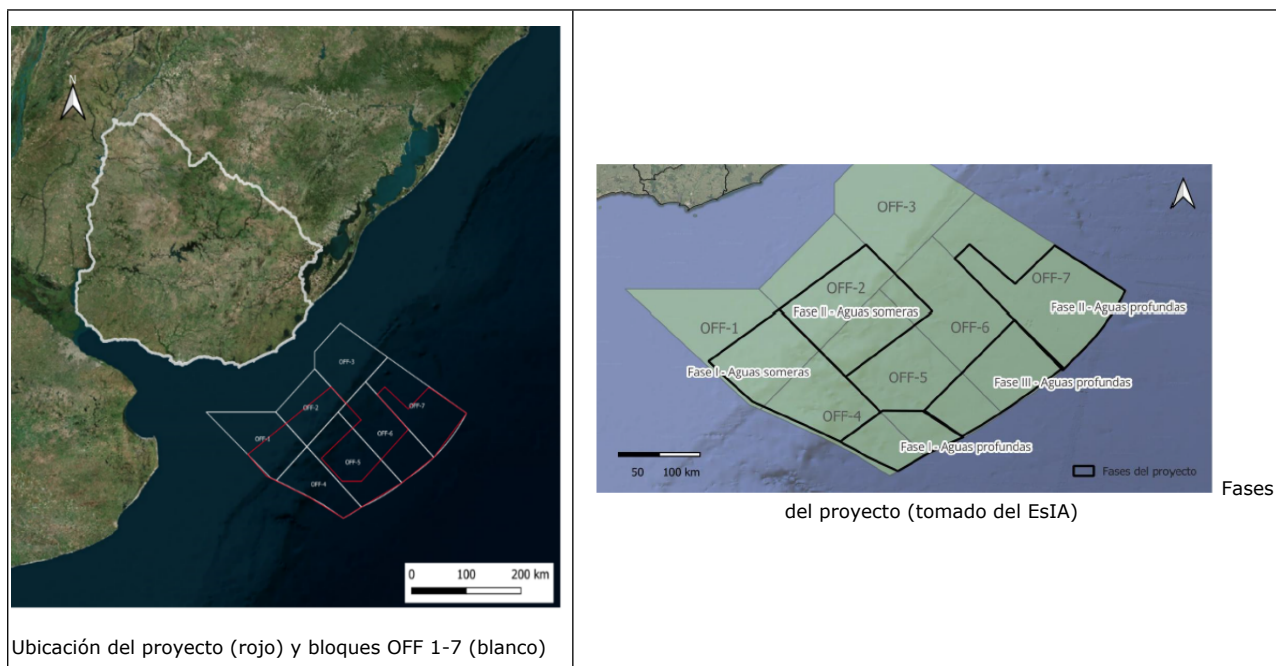 N
OFF-3
OFF-2
OFF-7
OFF-1
OFF-6
OFF-5
OFF-4
0 100 200 km
Ubicación del proyecto (rojo) y bloques OFF 1-7 (blanco)
OFF-3
OFF-7
OFF-2
Fase II - Aguas profundas
Fase II - Aguas someras
OFF-1
OFF-6
Fase I - Aguas someras
OFF-5
Fase III - Aguas profundas
OFF-4
Fase I - Aguas profundas
50 100 km
Fases del proyecto
Fases
del proyecto (tomado del EsIA)